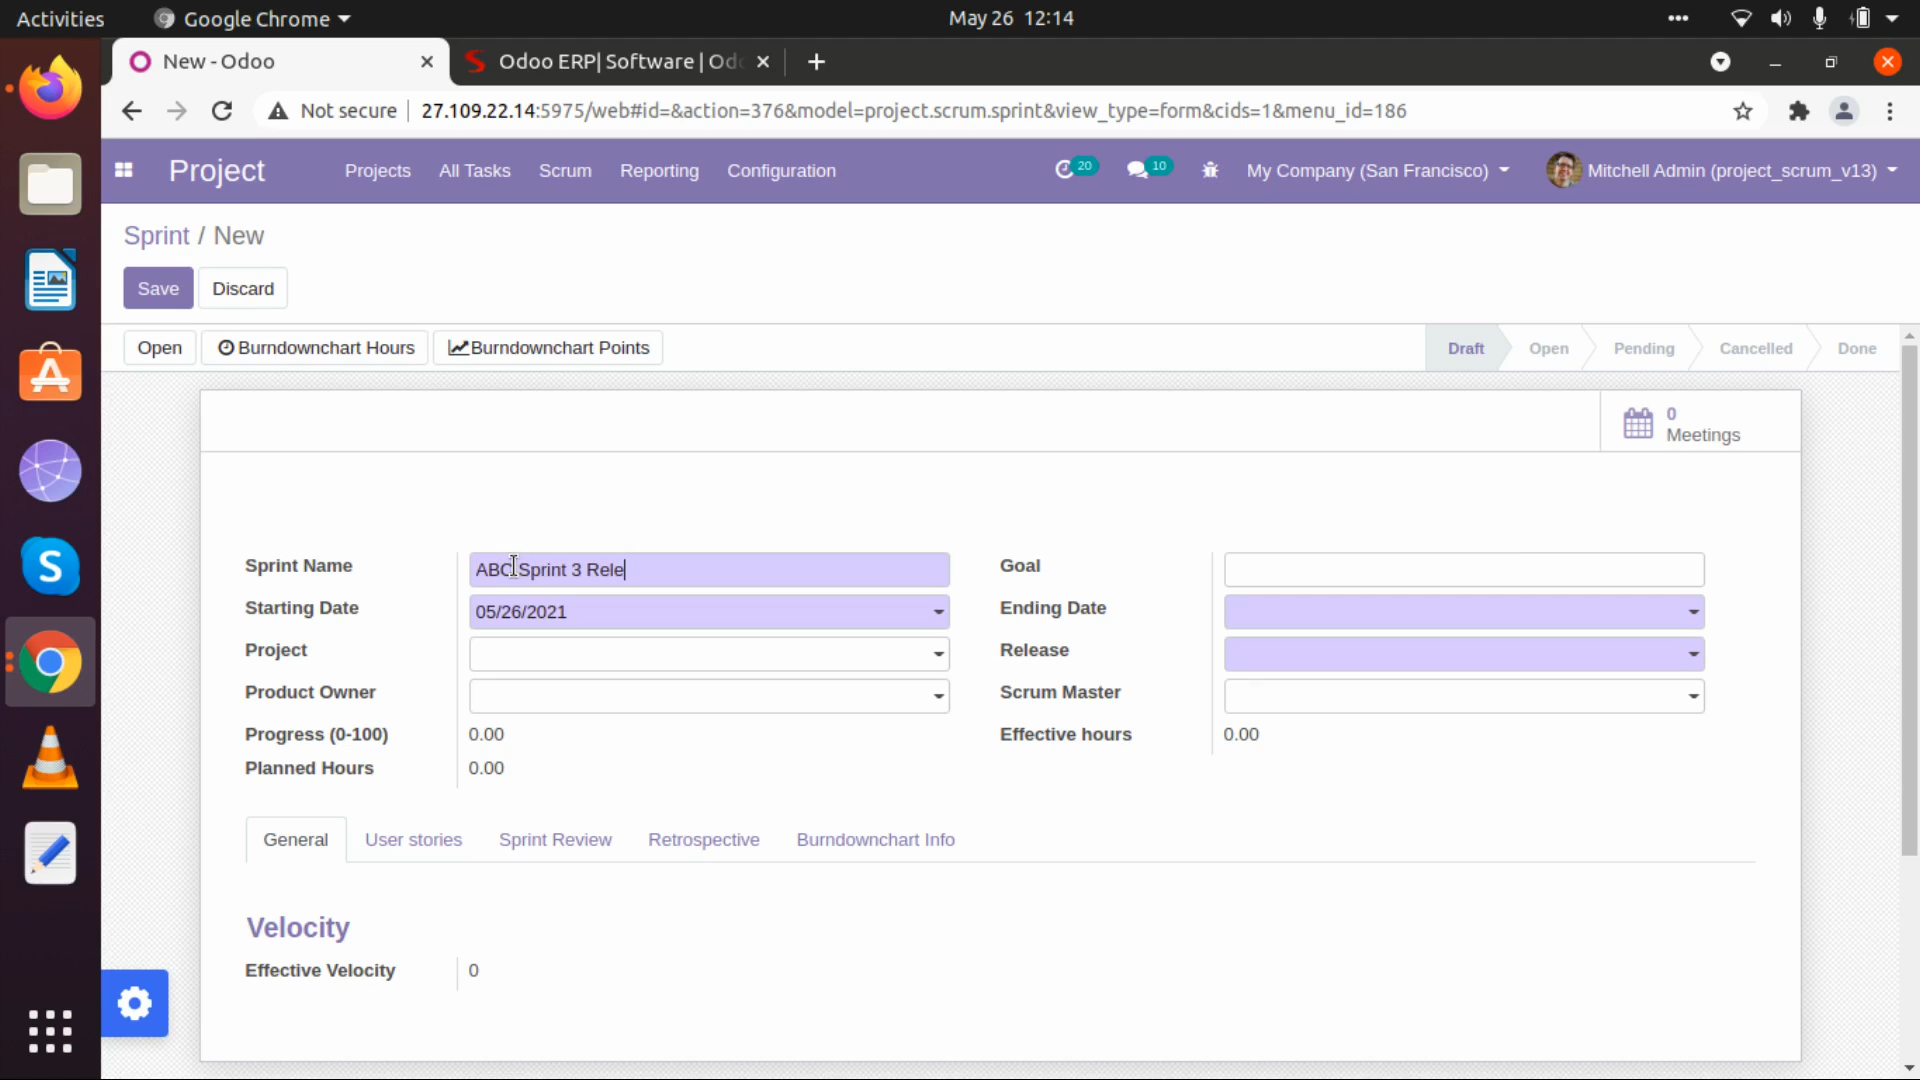 Activities Google Chrome May 26 12:14
New - Odoo Odoo ERP| Software | Odo
Not secure 27.109.22.14:5975/web#id=&action=376&model=project.scrum.sprint&view_type=form&cids=1&menu_id=186
Project Projects All Tasks Scrum Reporting Configuration 20 10 My Company (San Francisco) Mitchell Admin (project_scrum_v13)
Sprint / New
Save Discard
Open Burndownchart Hours Burndownchart Points Draft Open Pending Cancelled Done
0
Meetings
Sprint Name ABC Sprint 3 Rele Goal
Starting Date 05/26/2021 Ending Date
Project Release
Product Owner Scrum Master
Progress (0-100) 0.00 Effective hours 0.00
Planned Hours 0.00
General User stories Sprint Review Retrospective Burndownchart Info
Velocity
Effective Velocity 0